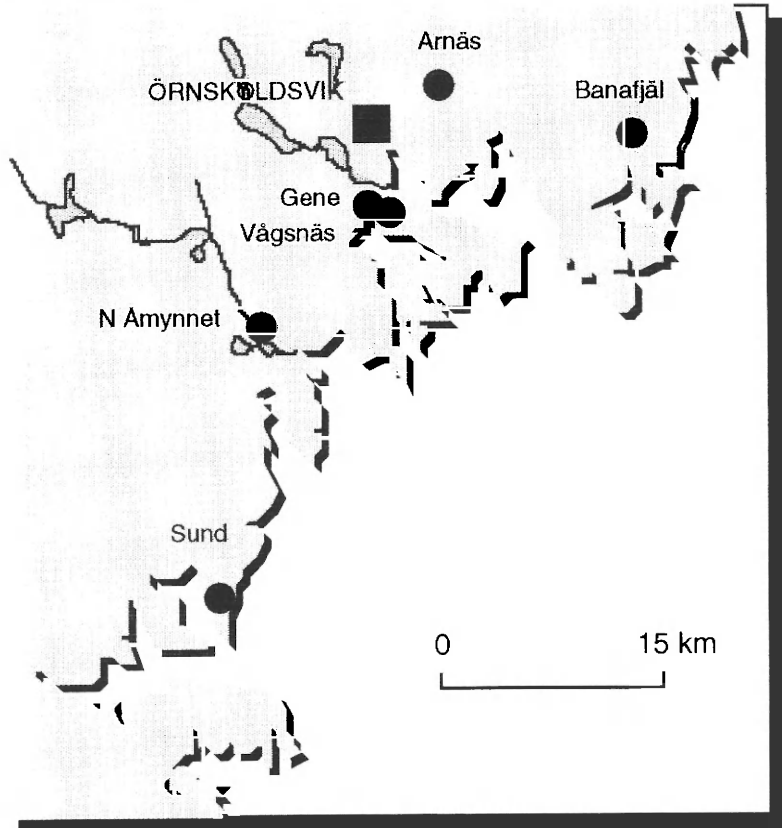 Arnäs
ÖRNSKÖLDSVIK
Banafjäl
Gene
Vågsnäs
N Åmynnet
Sund
0 15 km